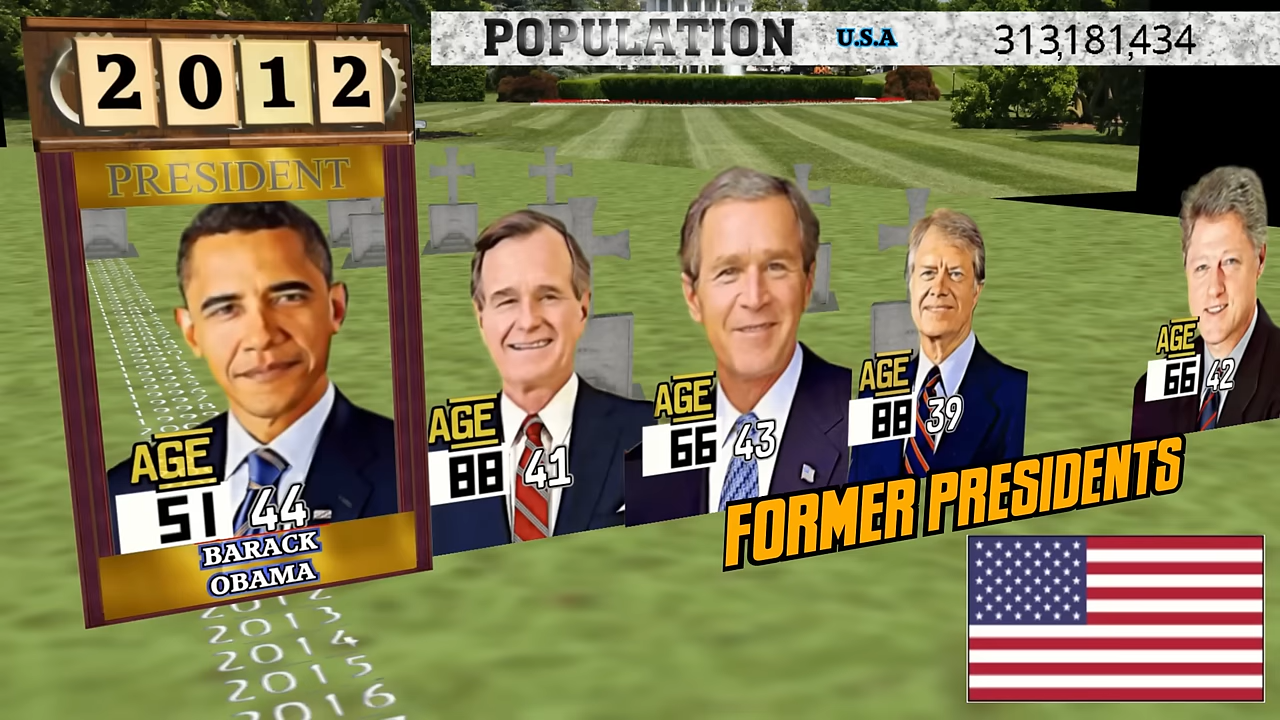 POPULATION U.S.A 313,181,434
2012
PRESIDENT
AGE
51 44
BARACK
OBAMA
AGE
88 41
AGE
66 43
AGE
88 39
AGE
66 42
FORMER PRESIDENTS
2012
2013
2014
2015
2016